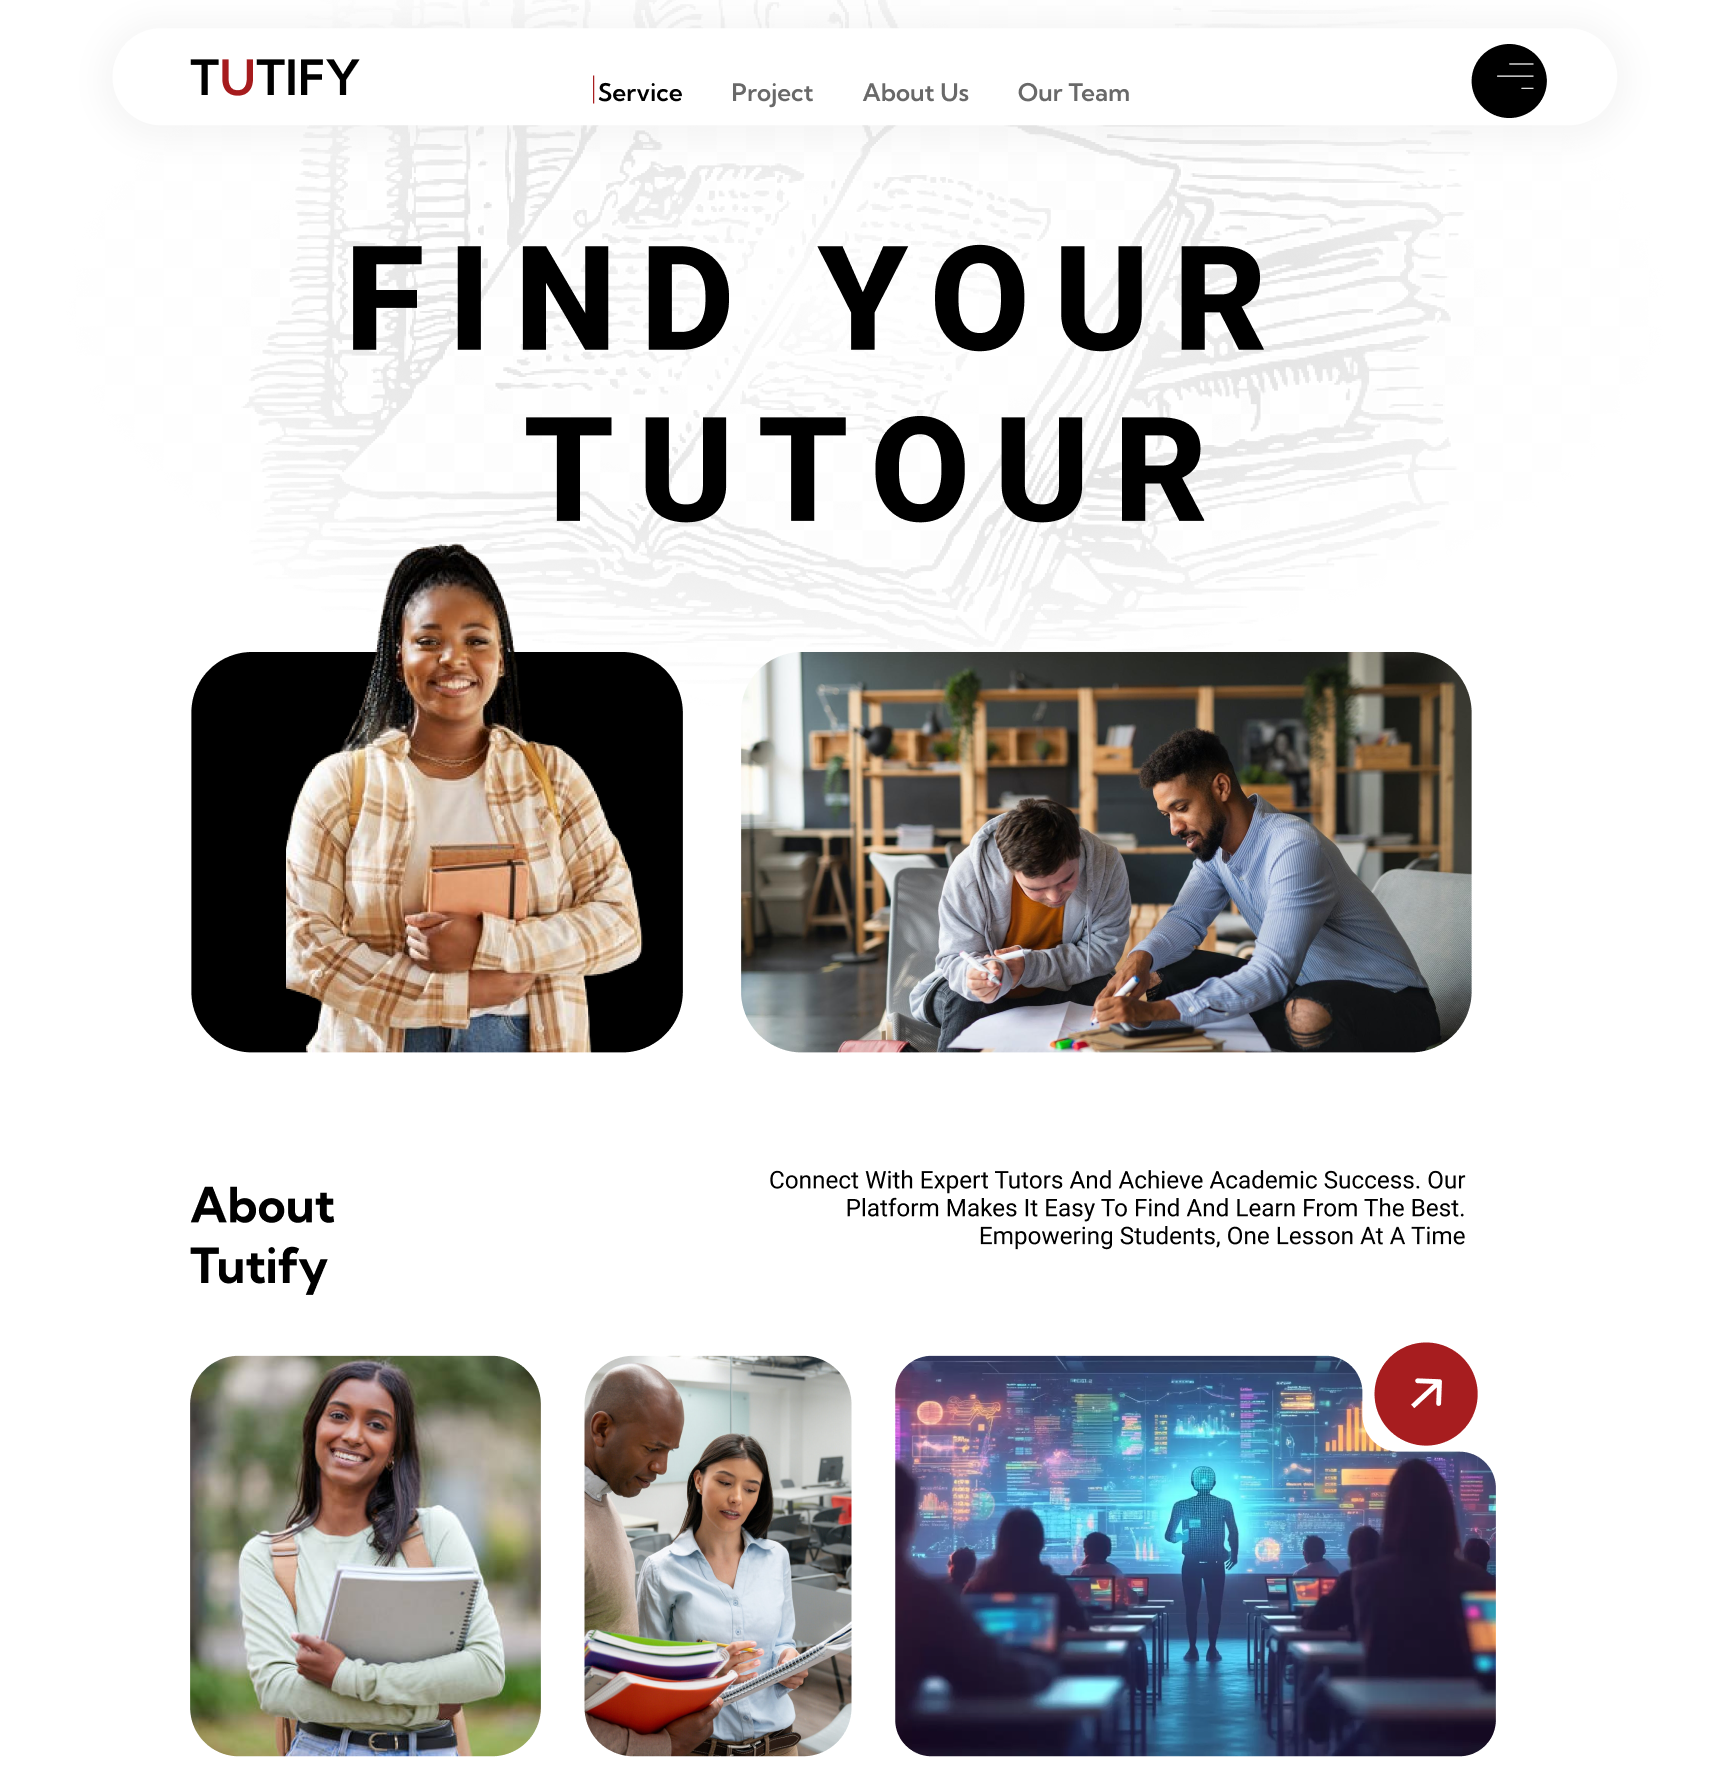 TUTIFY
Service Project About Us Our Team
FIND YOUR
TUTOUR
About
Tutify
Connect With Expert Tutors And Achieve Academic Success. Our
Platform Makes It Easy To Find And Learn From The Best.
Empowering Students, One Lesson At A Time